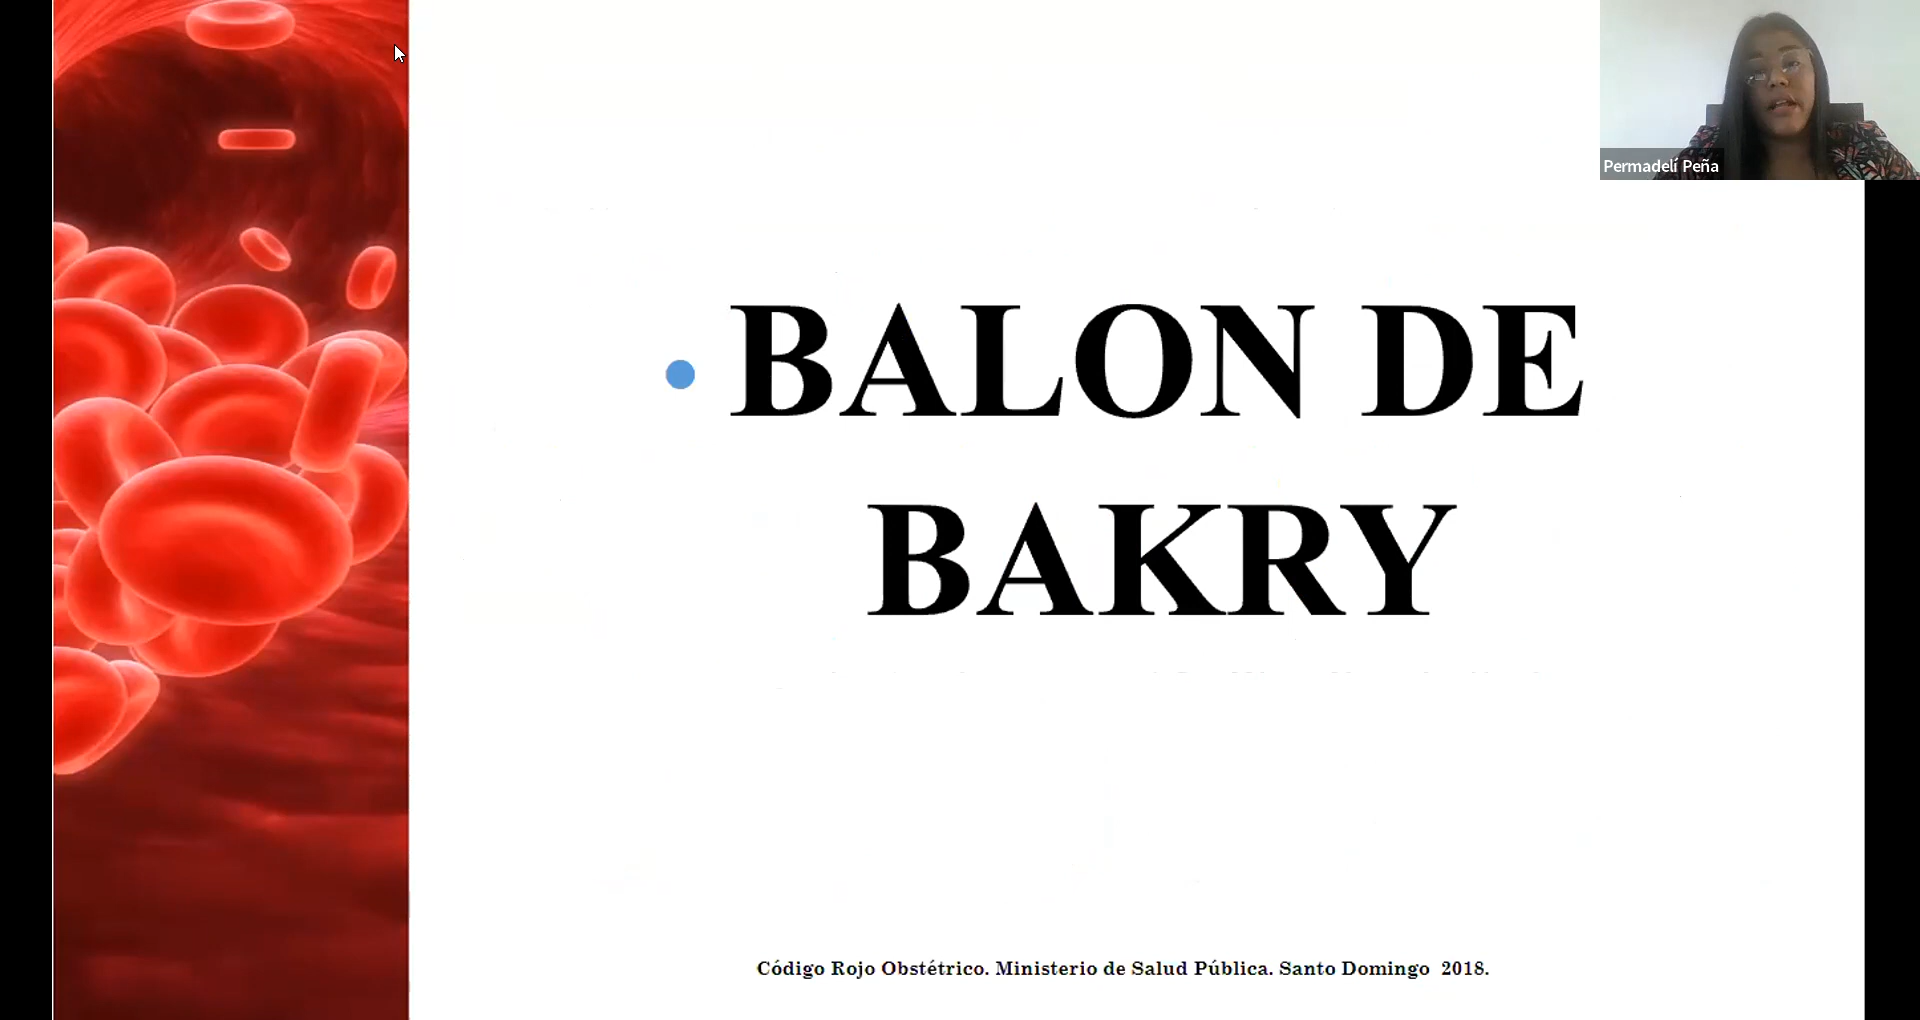 Permadelí Peña
BALON DE
BAKRY
Código Rojo Obstétrico. Ministerio de Salud Pública. Santo Domingo 2018.